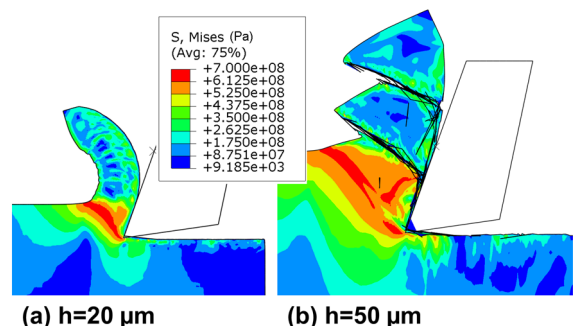 S, Mises (Pa)
(Avg: 75%)
+7.000e+08
+6.125e+08
+5.250e+08
+4.375e+08
+3.500e+08
+2.625e+08
+1.750e+08
+8.751e+07
+9.185e+03
(a) h=20 µm
(b) h=50 µm